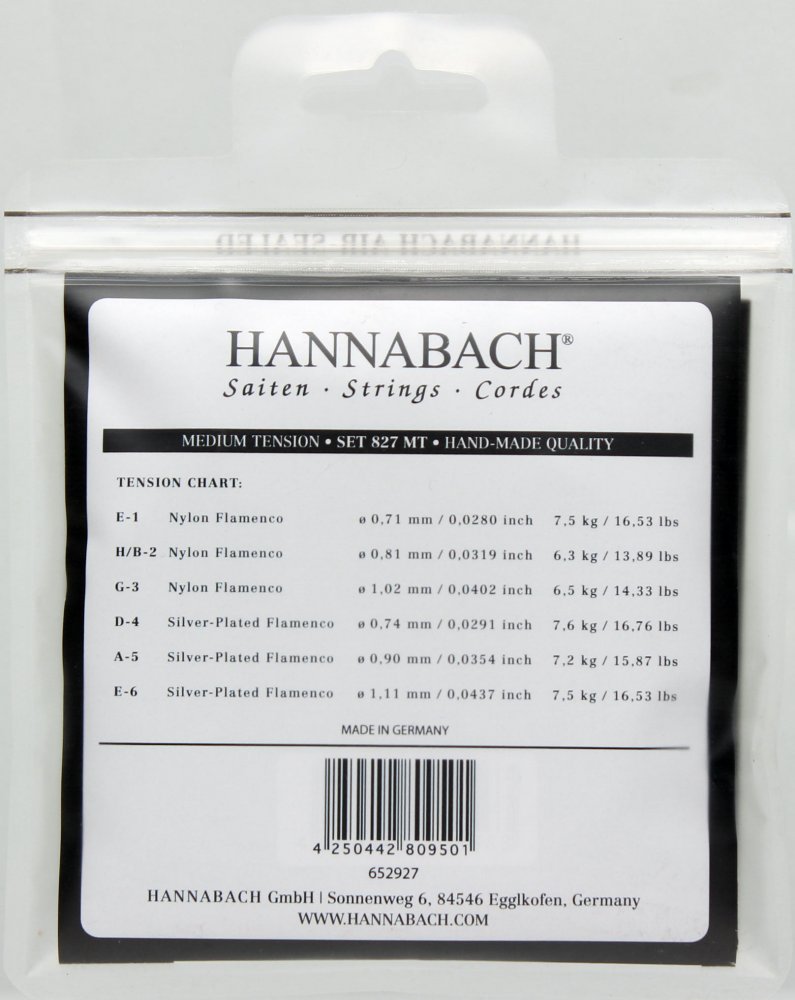 HANNABACH AIR SEALED
HANNABACH®
Saiten · Strings · Cordes
MEDIUM TENSION • SET 827 MT • HAND-MADE QUALITY
TENSION CHART:
E-1 Nylon Flamenco ø 0,71 mm / 0,0280 inch 7,5 kg / 16,53 lbs
H/B-2 Nylon Flamenco ø 0,81 mm / 0,0319 inch 6,3 kg / 13,89 lbs
G-3 Nylon Flamenco ø 1,02 mm / 0,0402 inch 6,5 kg / 14,33 lbs
D-4 Silver-Plated Flamenco ø 0,74 mm / 0,0291 inch 7,6 kg / 16,76 lbs
A-5 Silver-Plated Flamenco ø 0,90 mm / 0,0354 inch 7,2 kg / 15,87 lbs
E-6 Silver-Plated Flamenco ø 1,11 mm / 0,0437 inch 7,5 kg / 16,53 lbs
MADE IN GERMANY
4 250442 809501
652927
HANNABACH GmbH | Sonnenweg 6, 84546 Egglkofen, Germany
WWW.HANNABACH.COM